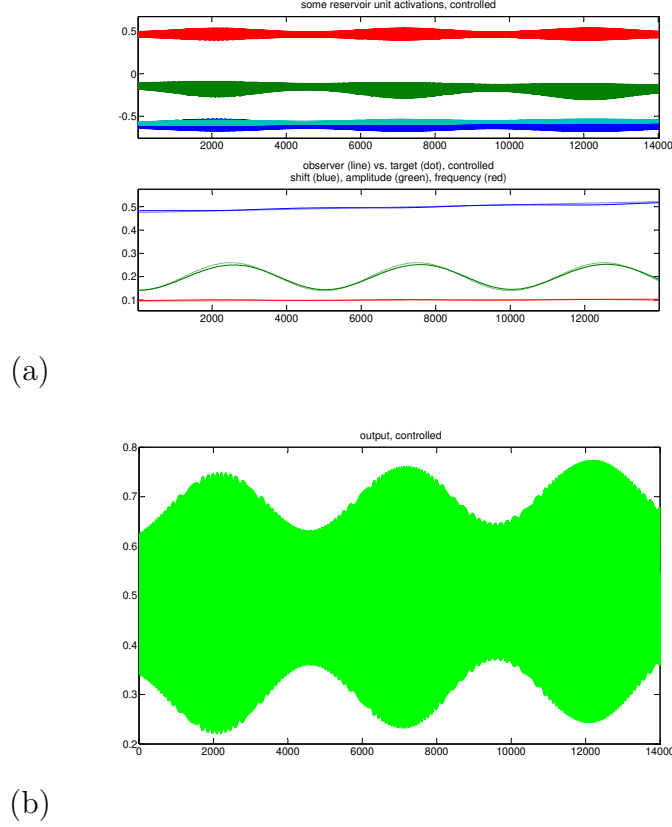 some reservoir unit activations, controlled
0.5
0
-0.5
2000 4000 6000 8000 10000 12000 14000
observer (line) vs. target (dot), controlled
shift (blue), amplitude (green), frequency (red)
0.5
0.4
0.3
0.2
0.1
2000 4000 6000 8000 10000 12000
(a)
output, controlled
0.8
0.7
0.6
0.5
0.4
0.3
0.2
0 2000 4000 6000 8000 10000 12000 14000
(b)